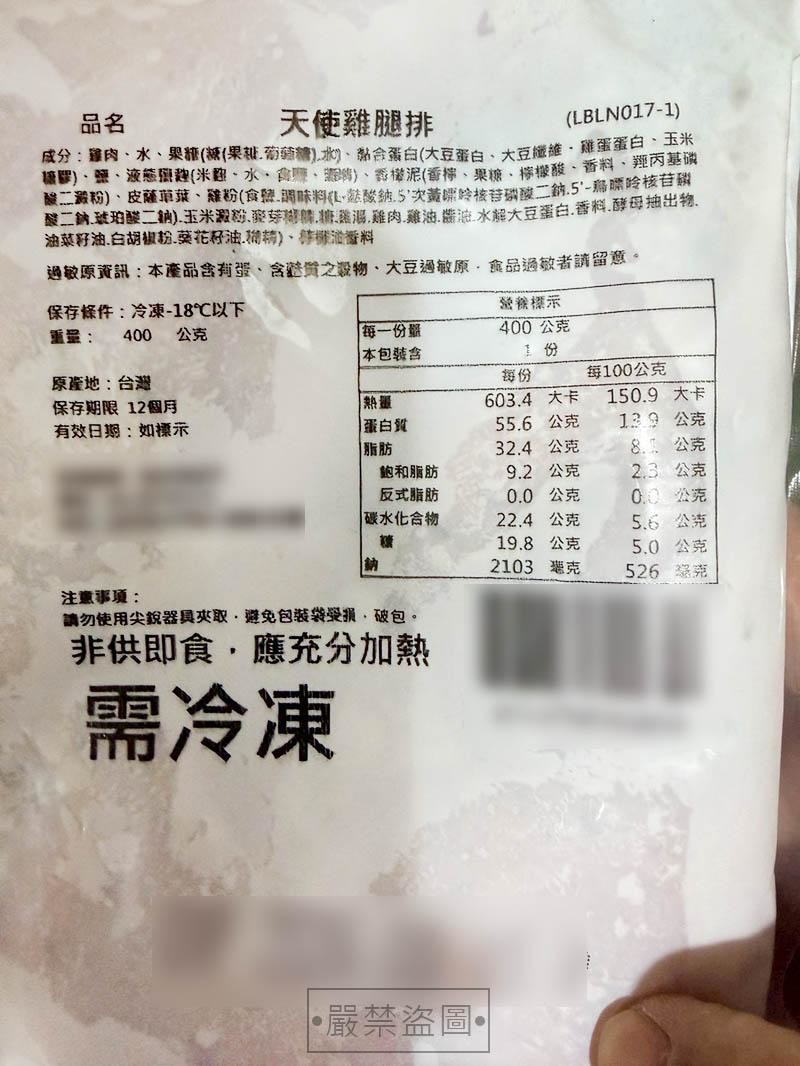 品名 天使雞腿排 (LBLN017-1)
成分：雞肉、水、果糖(糖(果糖.葡萄糖).水)、黏合蛋白(大豆蛋白、大豆纖維、雞蛋蛋白、玉米
糖膠)、鹽、液態鹽麴(米麴、水、食鹽、酒精)、香檬泥(香檸、果糖、檸檬酸、香料、羥丙基磷
酸二澱粉)、皮薩草葉、雞粉(食鹽.調味料(L-麩酸鈉.5'次黃嘌呤核苷磷酸二鈉.5'-鳥嘌呤核苷磷
酸二鈉.琥珀酸二鈉).玉米澱粉.麥芽糊精.糖.雞湯.雞肉.雞油.醬油.水解大豆蛋白.香料.酵母抽出物.
油菜籽油.白胡椒粉.葵花籽油.糊精)、檸檬油香料
過敏原資訊：本產品含有蛋、含麩質之穀物、大豆過敏原，食品過敏者請留意。
保存條件：冷凍-18℃以下
重量： 400 公克
原產地：台灣
保存期限 12個月
有效日期：如標示
營養標示
每一份量 400 公克
本包裝含 1 份
每份 每100公克
熱量 603.4 大卡 150.9 大卡
蛋白質 55.6 公克 13.9 公克
脂肪 32.4 公克 8.1 公克
飽和脂肪 9.2 公克 2.3 公克
反式脂肪 0.0 公克 0.0 公克
碳水化合物 22.4 公克 5.6 公克
糖 19.8 公克 5.0 公克
鈉 2103 毫克 526 毫克
注意事項：
請勿使用尖銳器具夾取，避免包裝袋受損，破包。
非供即食，應充分加熱
需冷凍
•嚴禁盜圖•